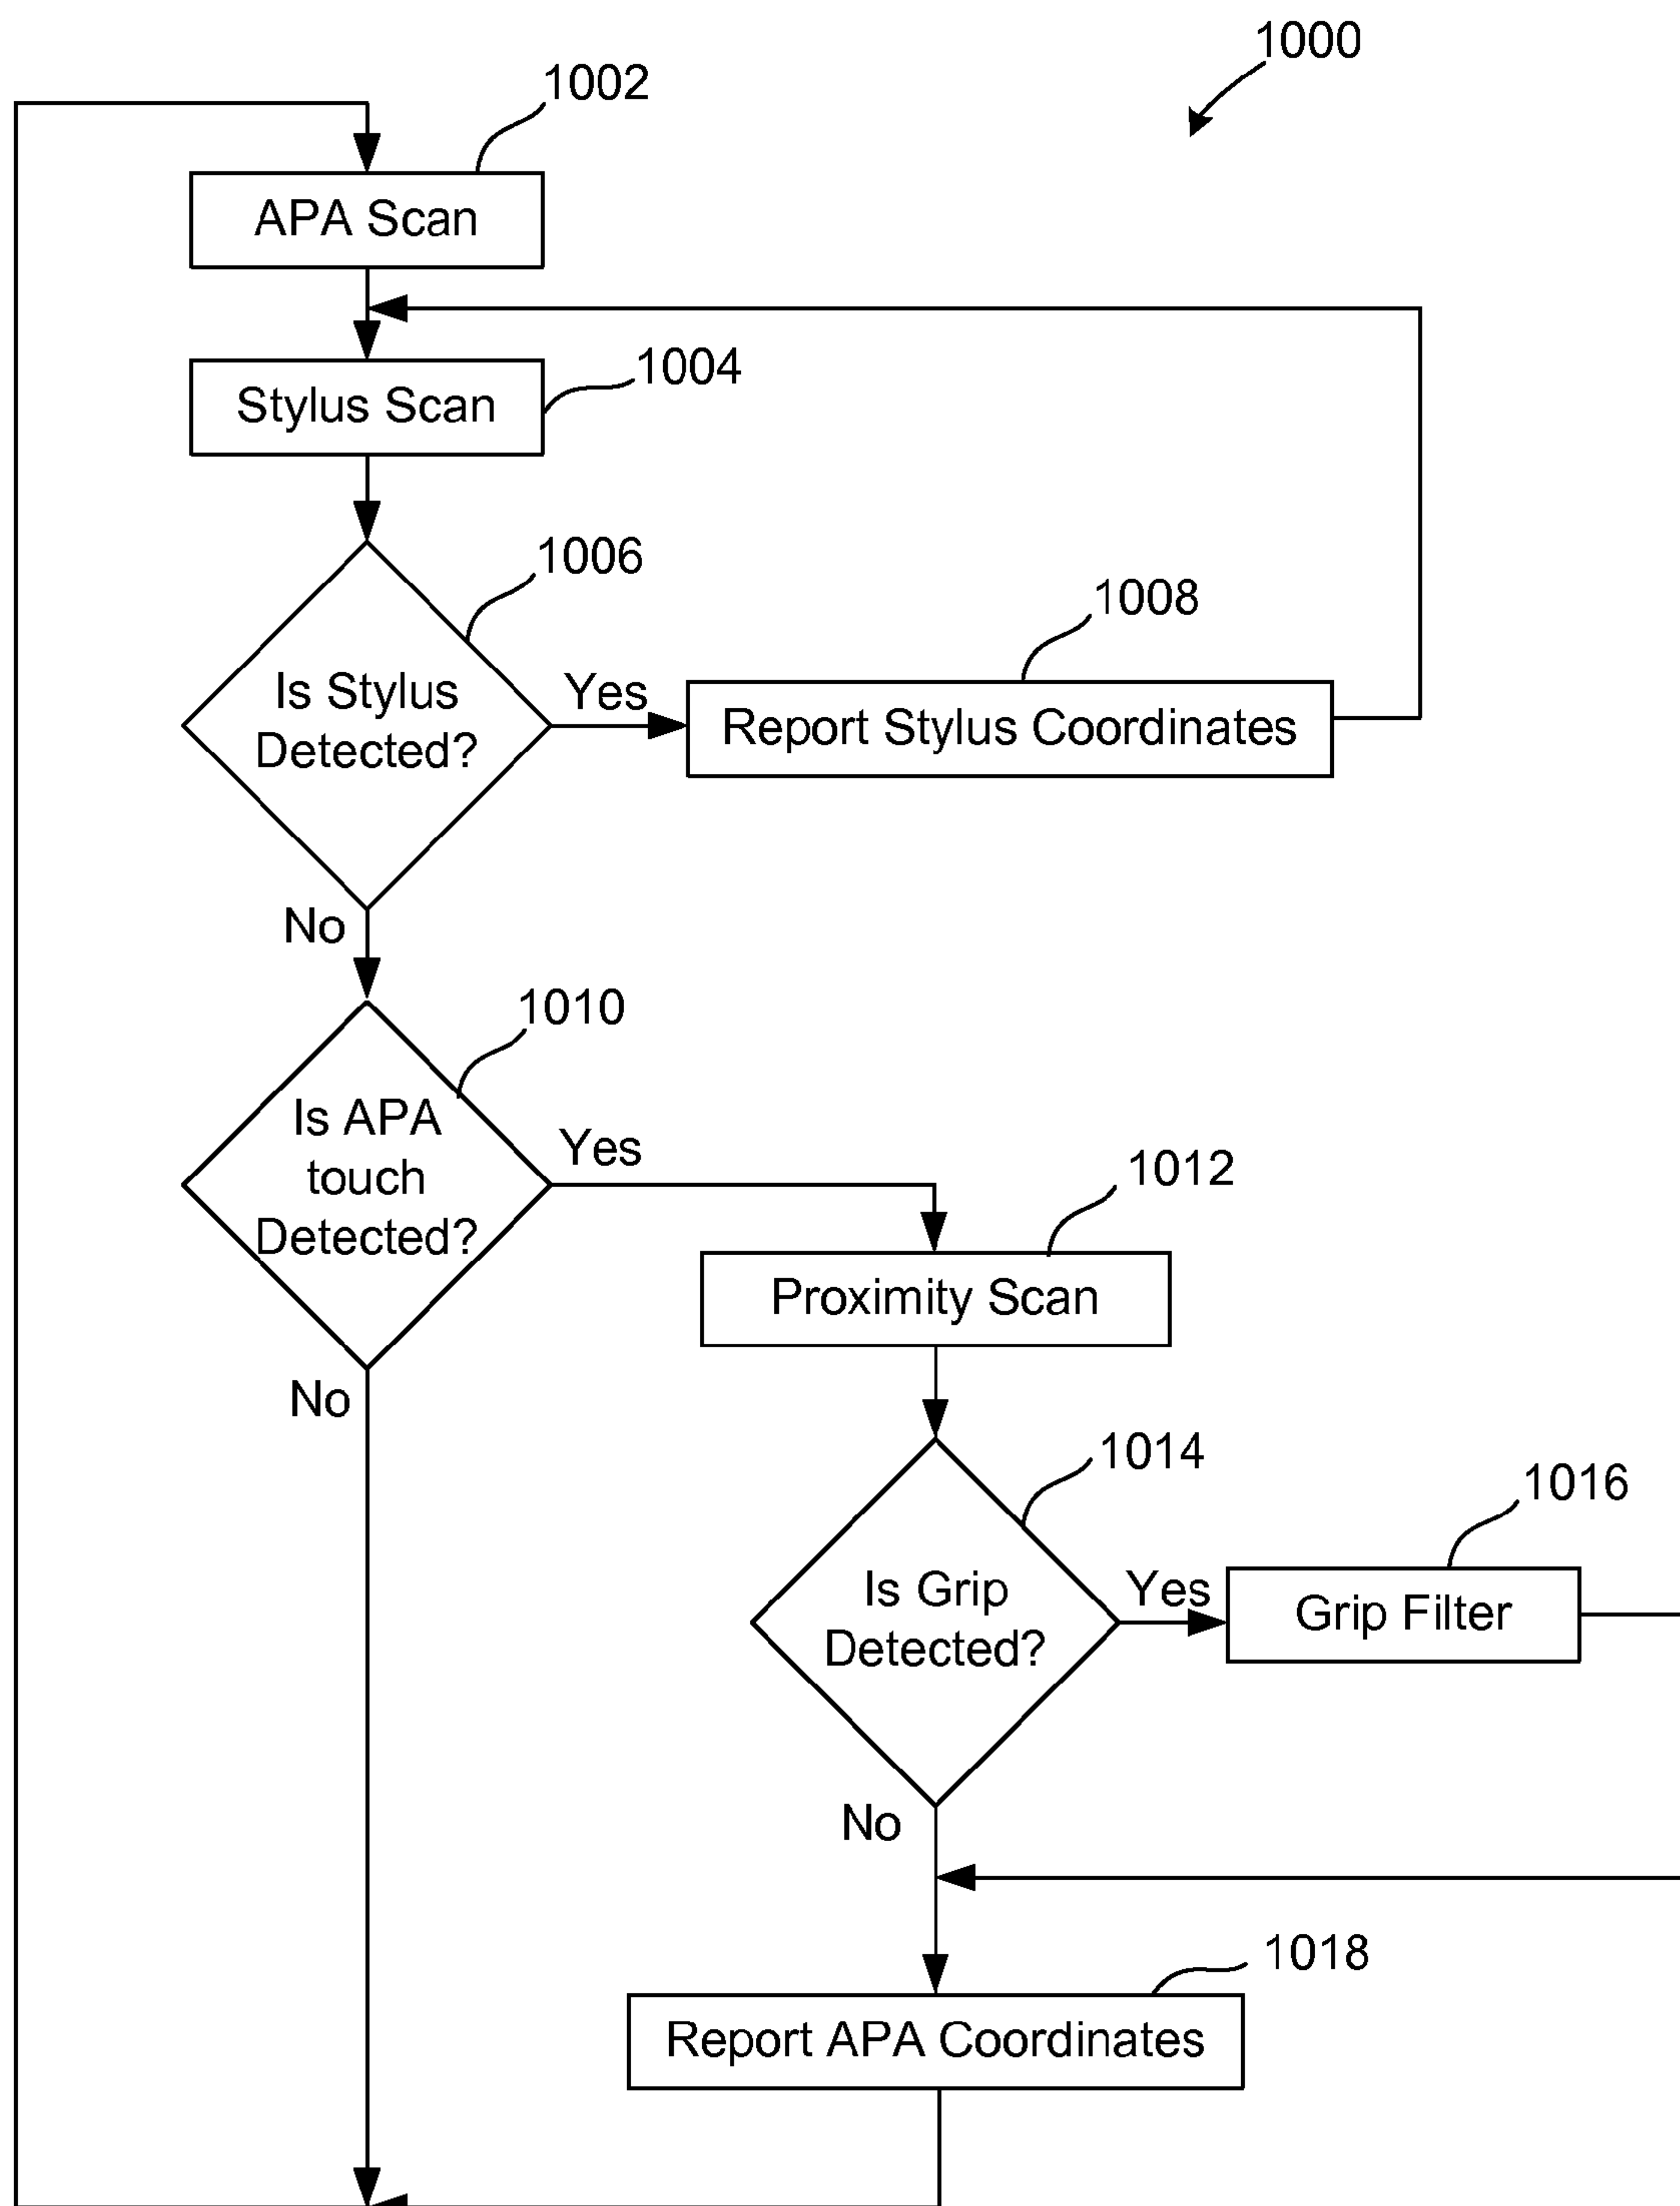 1000
1002
APA Scan
1004
Stylus Scan
1006
Is Stylus
Detected?
Yes
1008
Report Stylus Coordinates
No
1010
Is APA
touch
Detected?
Yes
1012
Proximity Scan
No
1014
Is Grip
Detected?
Yes
1016
Grip Filter
No
1018
Report APA Coordinates